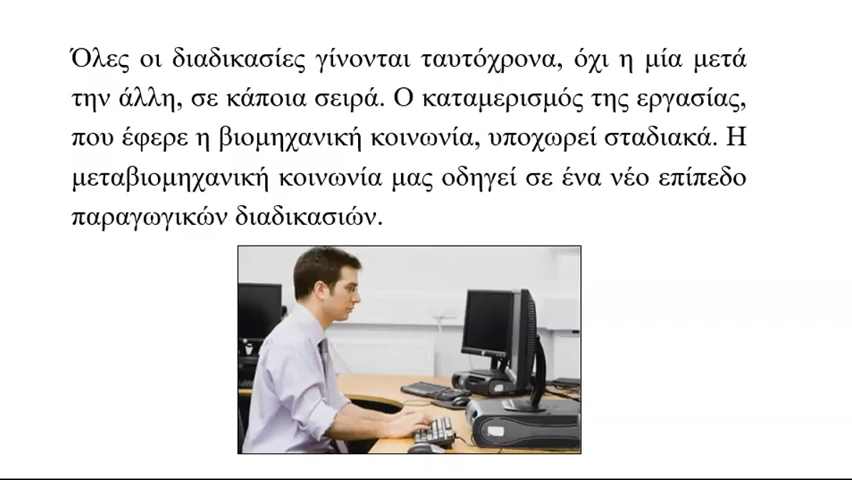 Όλες οι διαδικασίες γίνονται ταυτόχρονα, όχι η μία μετά
την άλλη, σε κάποια σειρά. Ο καταμερισμός της εργασίας,
που έφερε η βιομηχανική κοινωνία, υποχωρεί σταδιακά. Η
μεταβιομηχανική κοινωνία μας οδηγεί σε ένα νέο επίπεδο
παραγωγικών διαδικασιών.